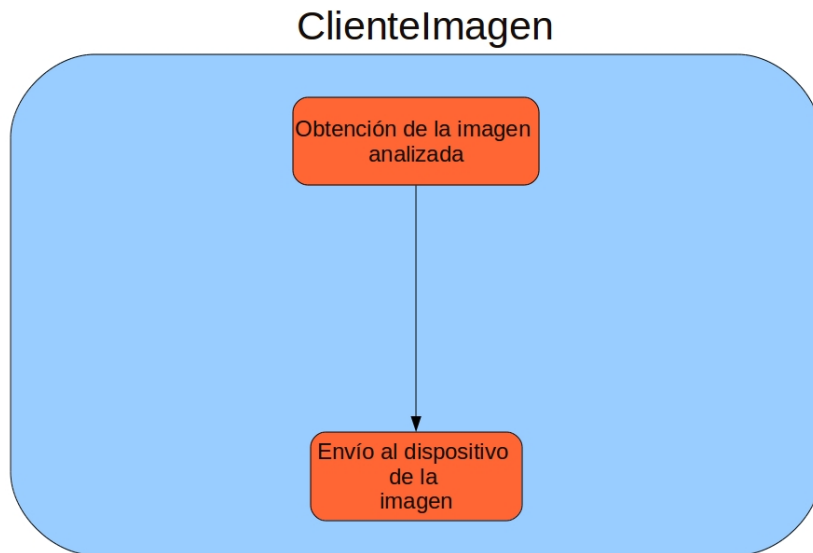 ClienteImagen
Obtención de la imagen
analizada
Envío al dispositivo
de la
imagen